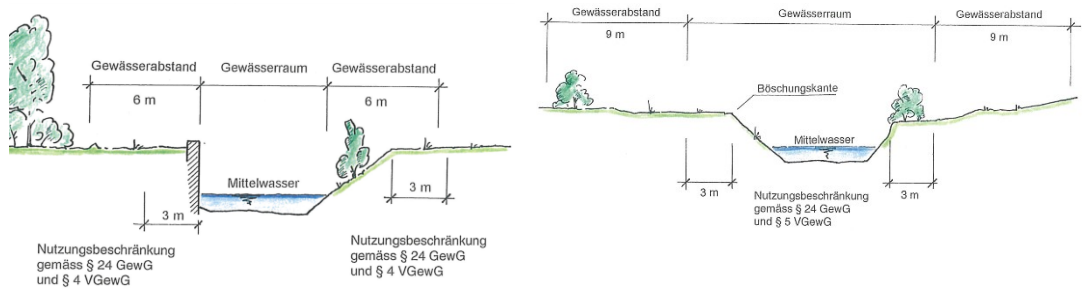 Gewässerabstand Gewässerraum Gewässerabstand
6 m 6 m
Mittelwasser
3 m
3 m
Nutzungsbeschränkung
gemäss § 24 GewG
und § 4 VGewG
Nutzungsbeschränkung
gemäss § 24 GewG
und § 4 VGewG
Gewässerabstand Gewässerraum Gewässerabstand
9 m 9 m
Böschungskante
Mittelwasser
3 m 3 m
Nutzungsbeschränkung
gemäss § 24 GewG
und § 5 VGewG